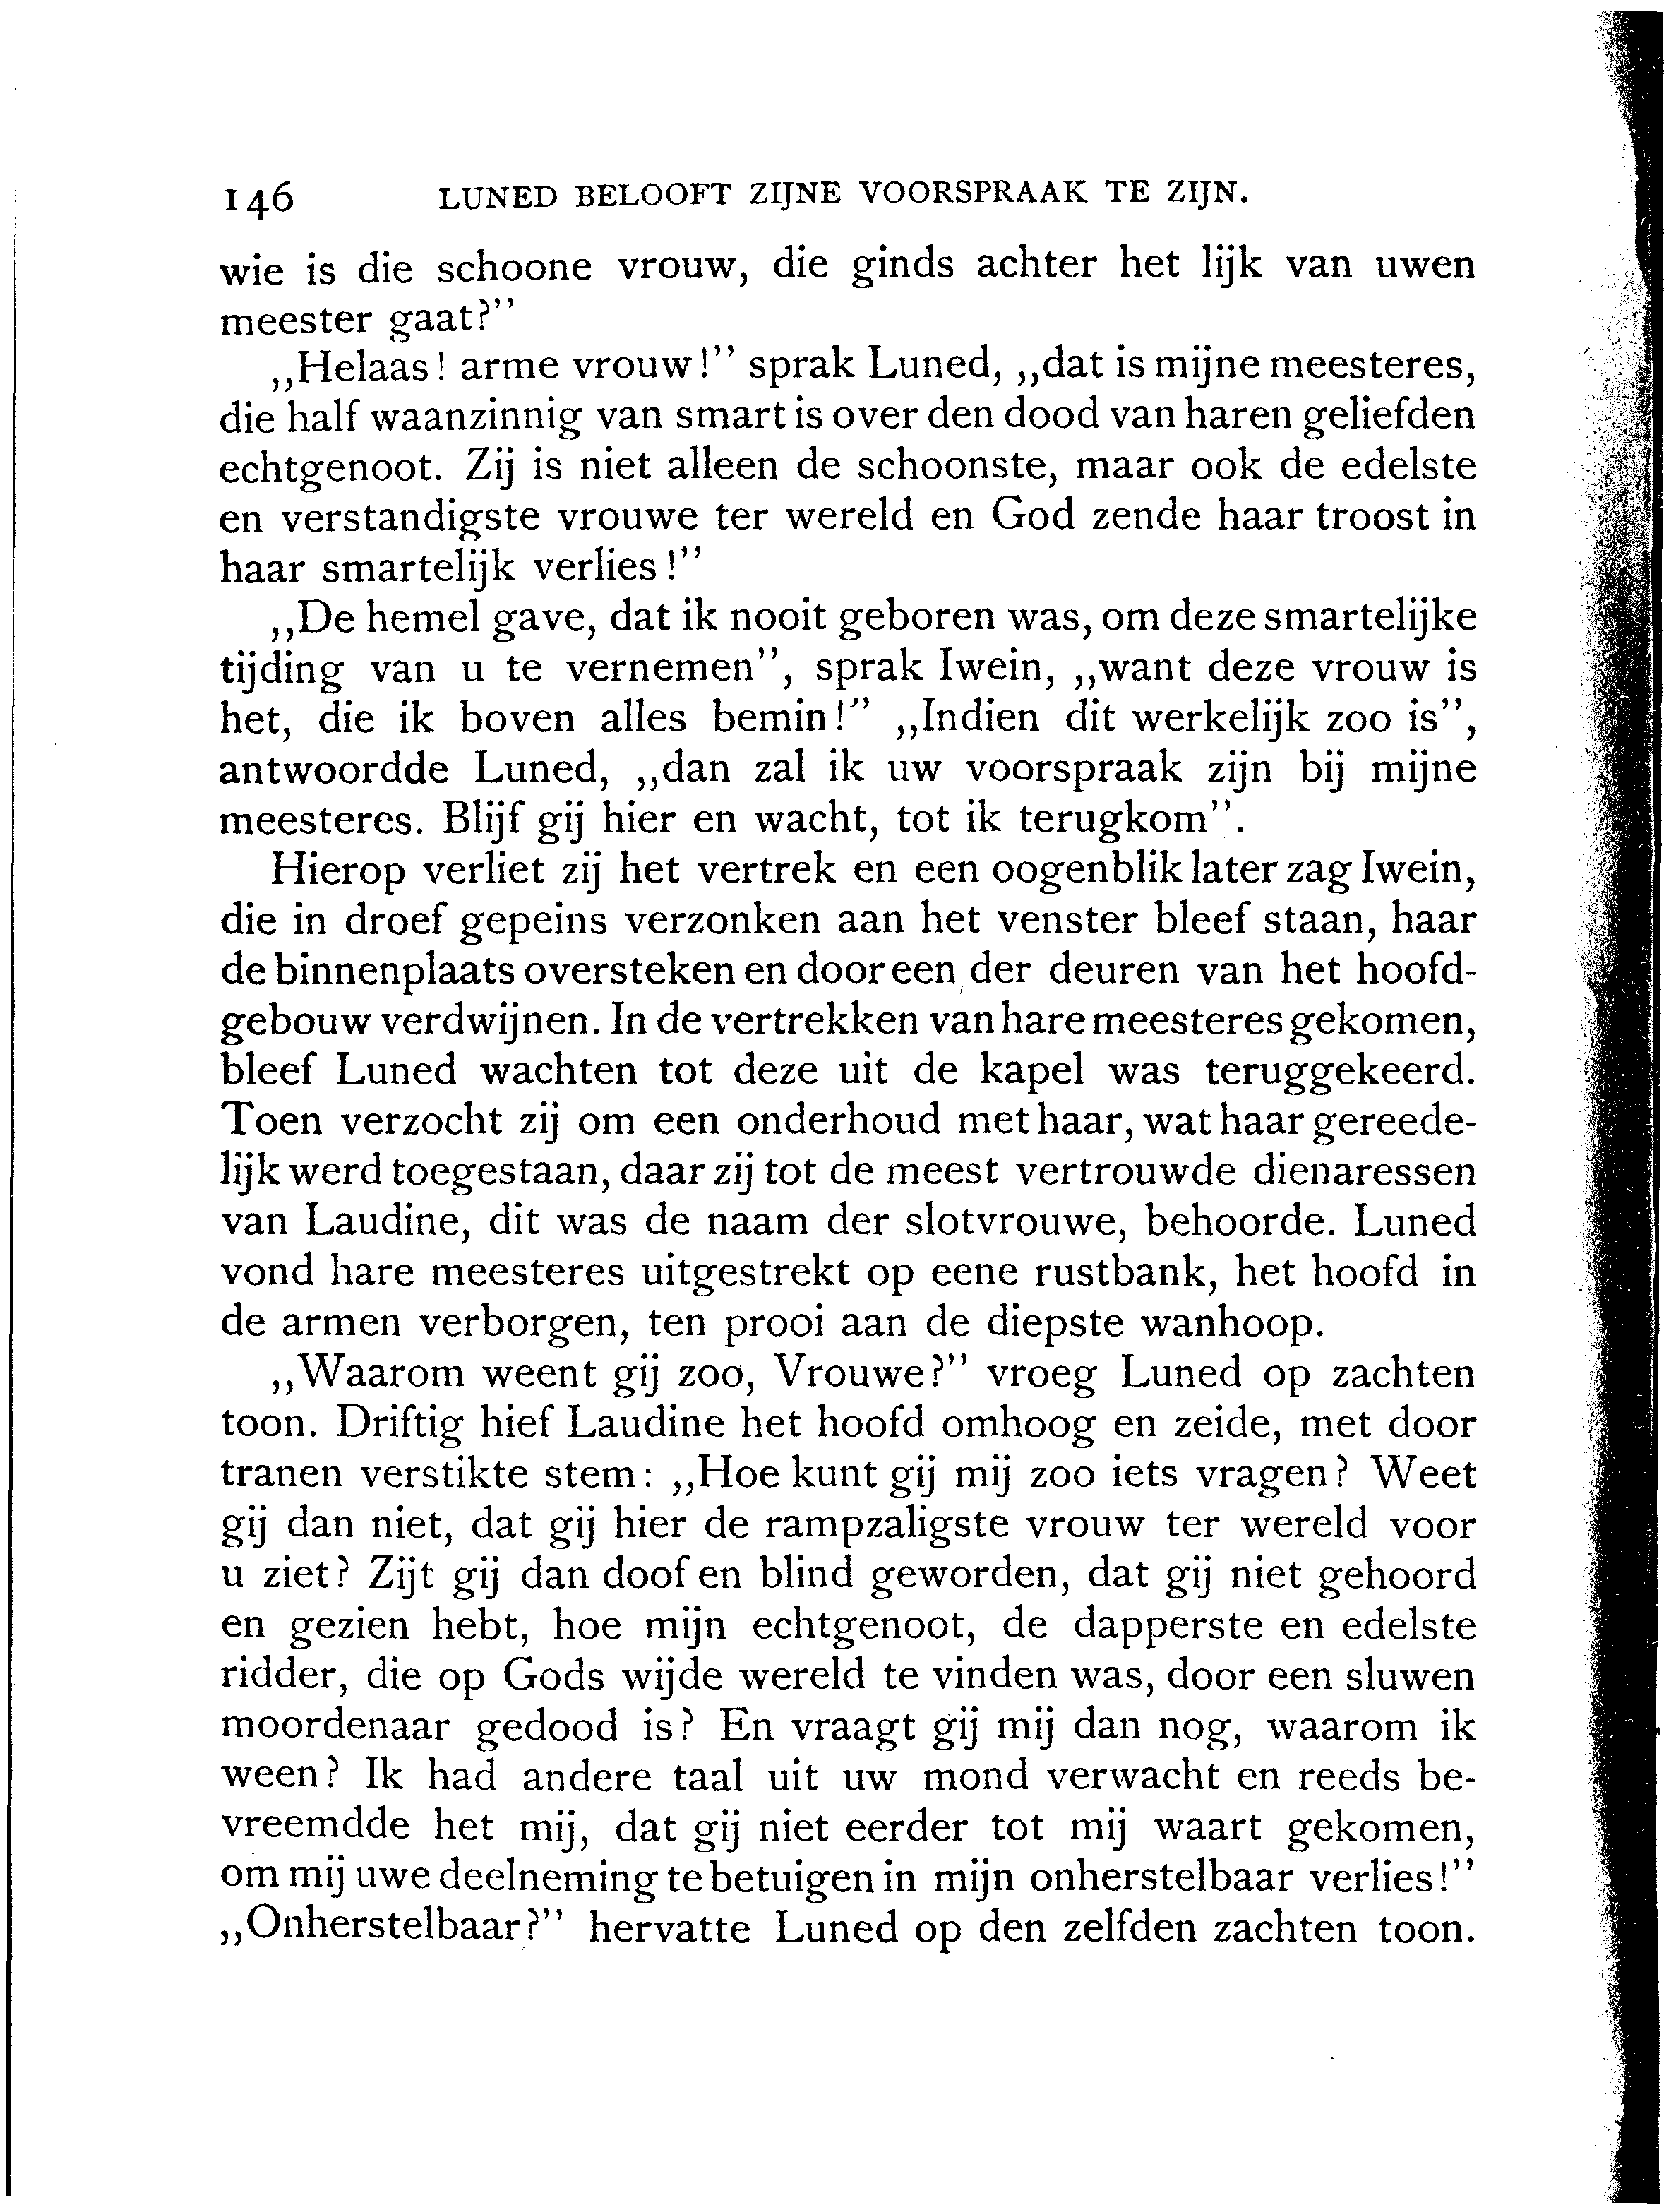 146 LUNED BELOOFT ZIJNE VOORSPRAAK TE ZIJN.
wie is die schoone vrouw, die ginds achter het lijk van uwen
meester gaat?”
„Helaas! arme vrouw!” sprak Luned, „dat is mijne meesteres,
die half waanzinnig van smart is over den dood van haren geliefden
echtgenoot. Zij is niet alleen de schoonste, maar ook de edelste
en verstandigste vrouwe ter wereld en God zende haar troost in
haar smartelijk verlies!”
„De hemel gave, dat ik nooit geboren was, om deze smartelijke
tijding van u te vernemen”, sprak Iwein, „want deze vrouw is
het, die ik boven alles bemin!” „Indien dit werkelijk zoo is”,
antwoordde Luned, „dan zal ik uw voorspraak zijn bij mijne
meesteres. Blijf gij hier en wacht, tot ik terugkom”.
Hierop verliet zij het vertrek en een oogenblik later zag Iwein,
die in droef gepeins verzonken aan het venster bleef staan, haar
de binnenplaats oversteken en door een der deuren van het hoofd-
gebouw verdwijnen. In de vertrekken van hare meesteres gekomen,
bleef Luned wachten tot deze uit de kapel was teruggekeerd.
Toen verzocht zij om een onderhoud met haar, wat haar gereede-
lijk werd toegestaan, daar zij tot de meest vertrouwde dienaressen
van Laudine, dit was de naam der slotvrouwe, behoorde. Luned
vond hare meesteres uitgestrekt op eene rustbank, het hoofd in
de armen verborgen, ten prooi aan de diepste wanhoop.
„Waarom weent gij zoo, Vrouwe?” vroeg Luned op zachten
toon. Driftig hief Laudine het hoofd omhoog en zeide, met door
tranen verstikte stem: „Hoe kunt gij mij zoo iets vragen? Weet
gij dan niet, dat gij hier de rampzaligste vrouw ter wereld voor
u ziet? Zijt gij dan doof en blind geworden, dat gij niet gehoord
en gezien hebt, hoe mijn echtgenoot, de dapperste en edelste
ridder, die op Gods wijde wereld te vinden was, door een sluwen
moordenaar gedood is? En vraagt gij mij dan nog, waarom ik
ween? Ik had andere taal uit uw mond verwacht en reeds be-
vreemdde het mij, dat gij niet eerder tot mij waart gekomen,
om mij uwe deelneming te betuigen in mijn onherstelbaar verlies!”
„Onherstelbaar?” hervatte Luned op den zelfden zachten toon.